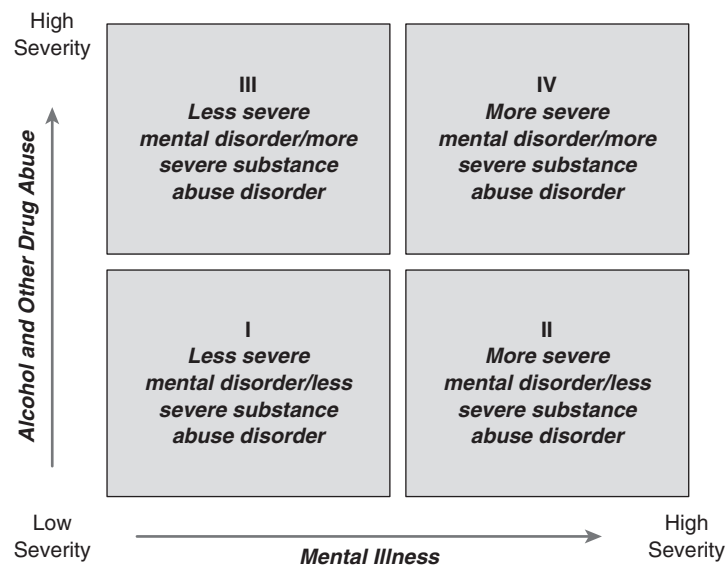 High
Severity
Alcohol and Other Drug Abuse
III
Less severe
mental disorder/more
severe substance
abuse disorder
IV
More severe
mental disorder/more
severe substance
abuse disorder
I
Less severe
mental disorder/less
severe substance
abuse disorder
II
More severe
mental disorder/less
severe substance
abuse disorder
Low
Severity
Mental Illness
High
Severity